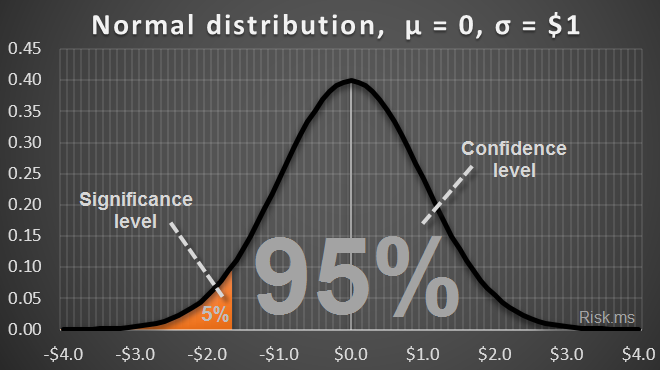 Normal distribution,  μ = 0, σ = $1
0.45
0.40
0.35
0.30
0.25
0.20
0.15
0.10
0.05
0.00
Confidence
level
Significance
level
95%
5%
Risk.ms
-$4.0 -$3.0 -$2.0 -$1.0 $0.0 $1.0 $2.0 $3.0 $4.0